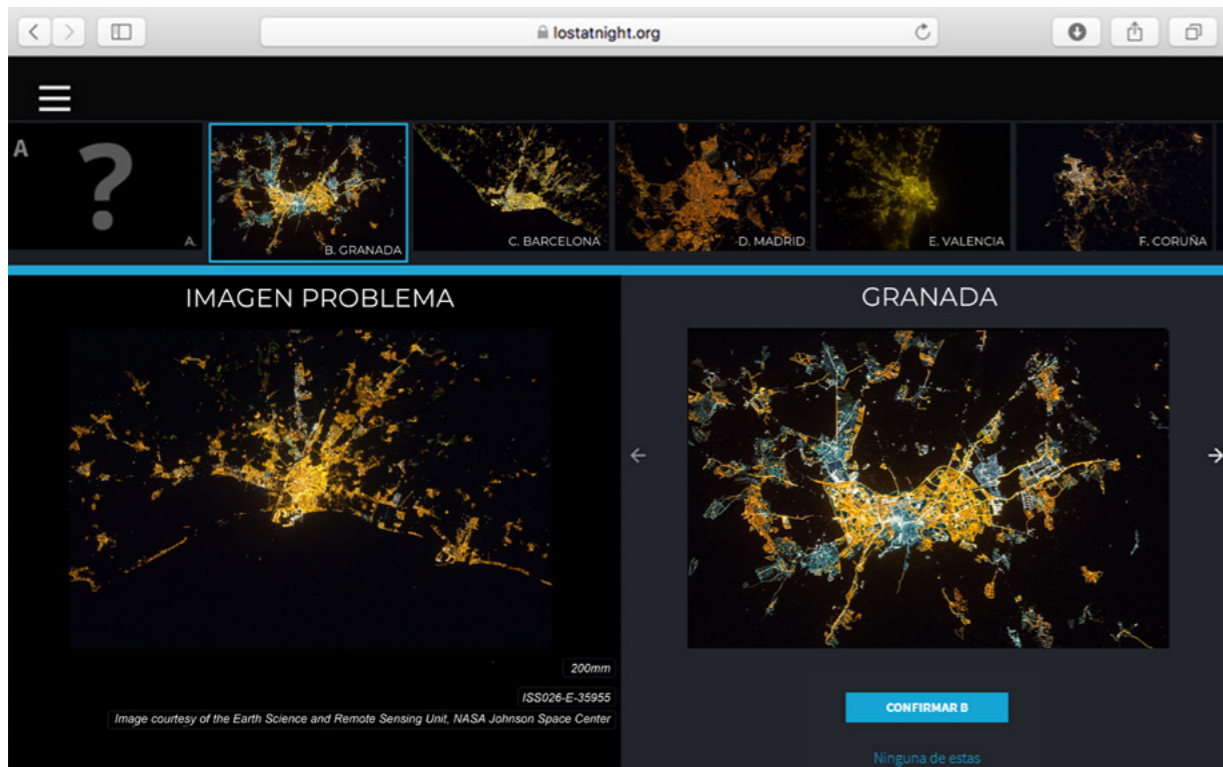 lostatnight.org
A
?
A.
B. GRANADA
C. BARCELONA
D. MADRID
E. VALENCIA
F. CORUÑA
IMAGEN PROBLEMA
GRANADA
200mm
ISS026-E-35955
Image courtesy of the Earth Science and Remote Sensing Unit, NASA Johnson Space Center
CONFIRMAR B
Ninguna de estas